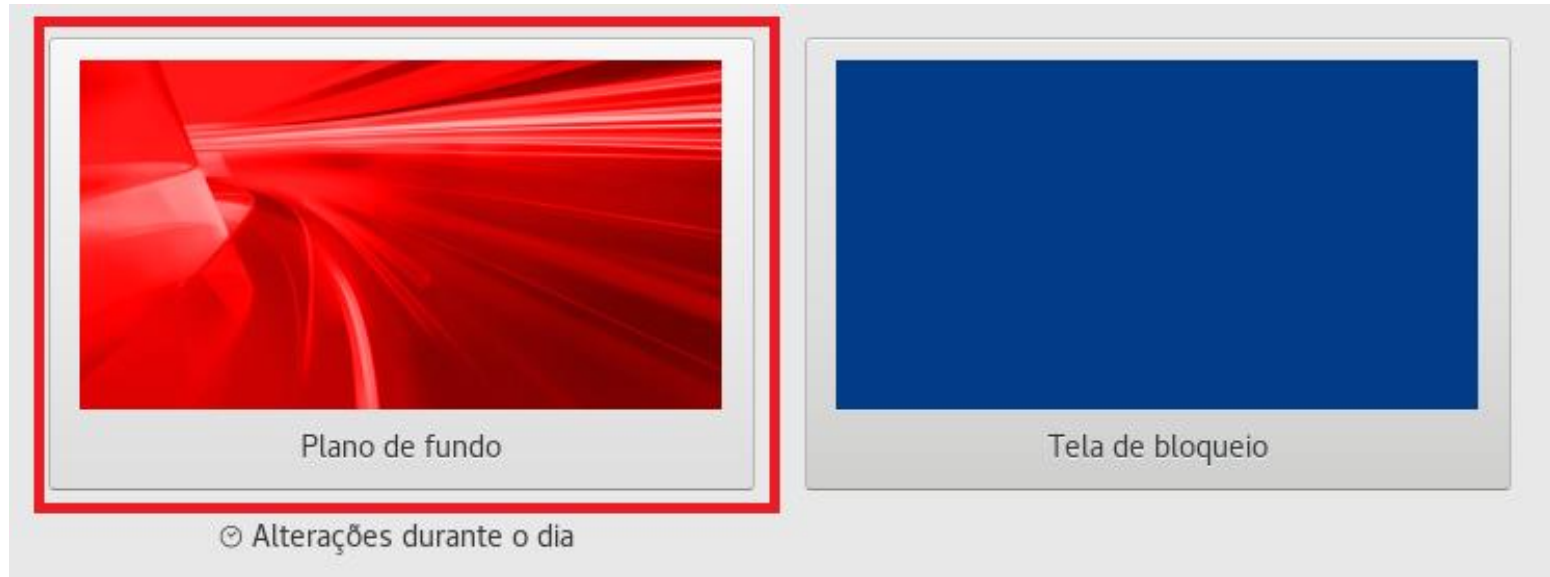 Plano de fundo
Tela de bloqueio
Alterações durante o dia